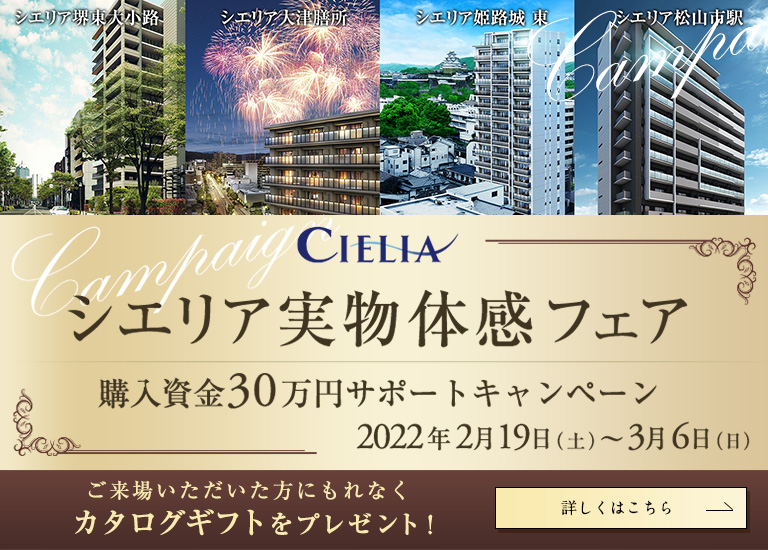 シエリア堺東大小路
シエリア大津膳所
シエリア姫路城 東
シエリア松山市駅
Campaign
CIELIA
シエリア実物体感フェア
購入資金30万円サポートキャンペーン
2022年2月19日(土)~3月6日(日)
ご来場いただいた方にもれなく
カタログギフトをプレゼント!
詳しくはこちら